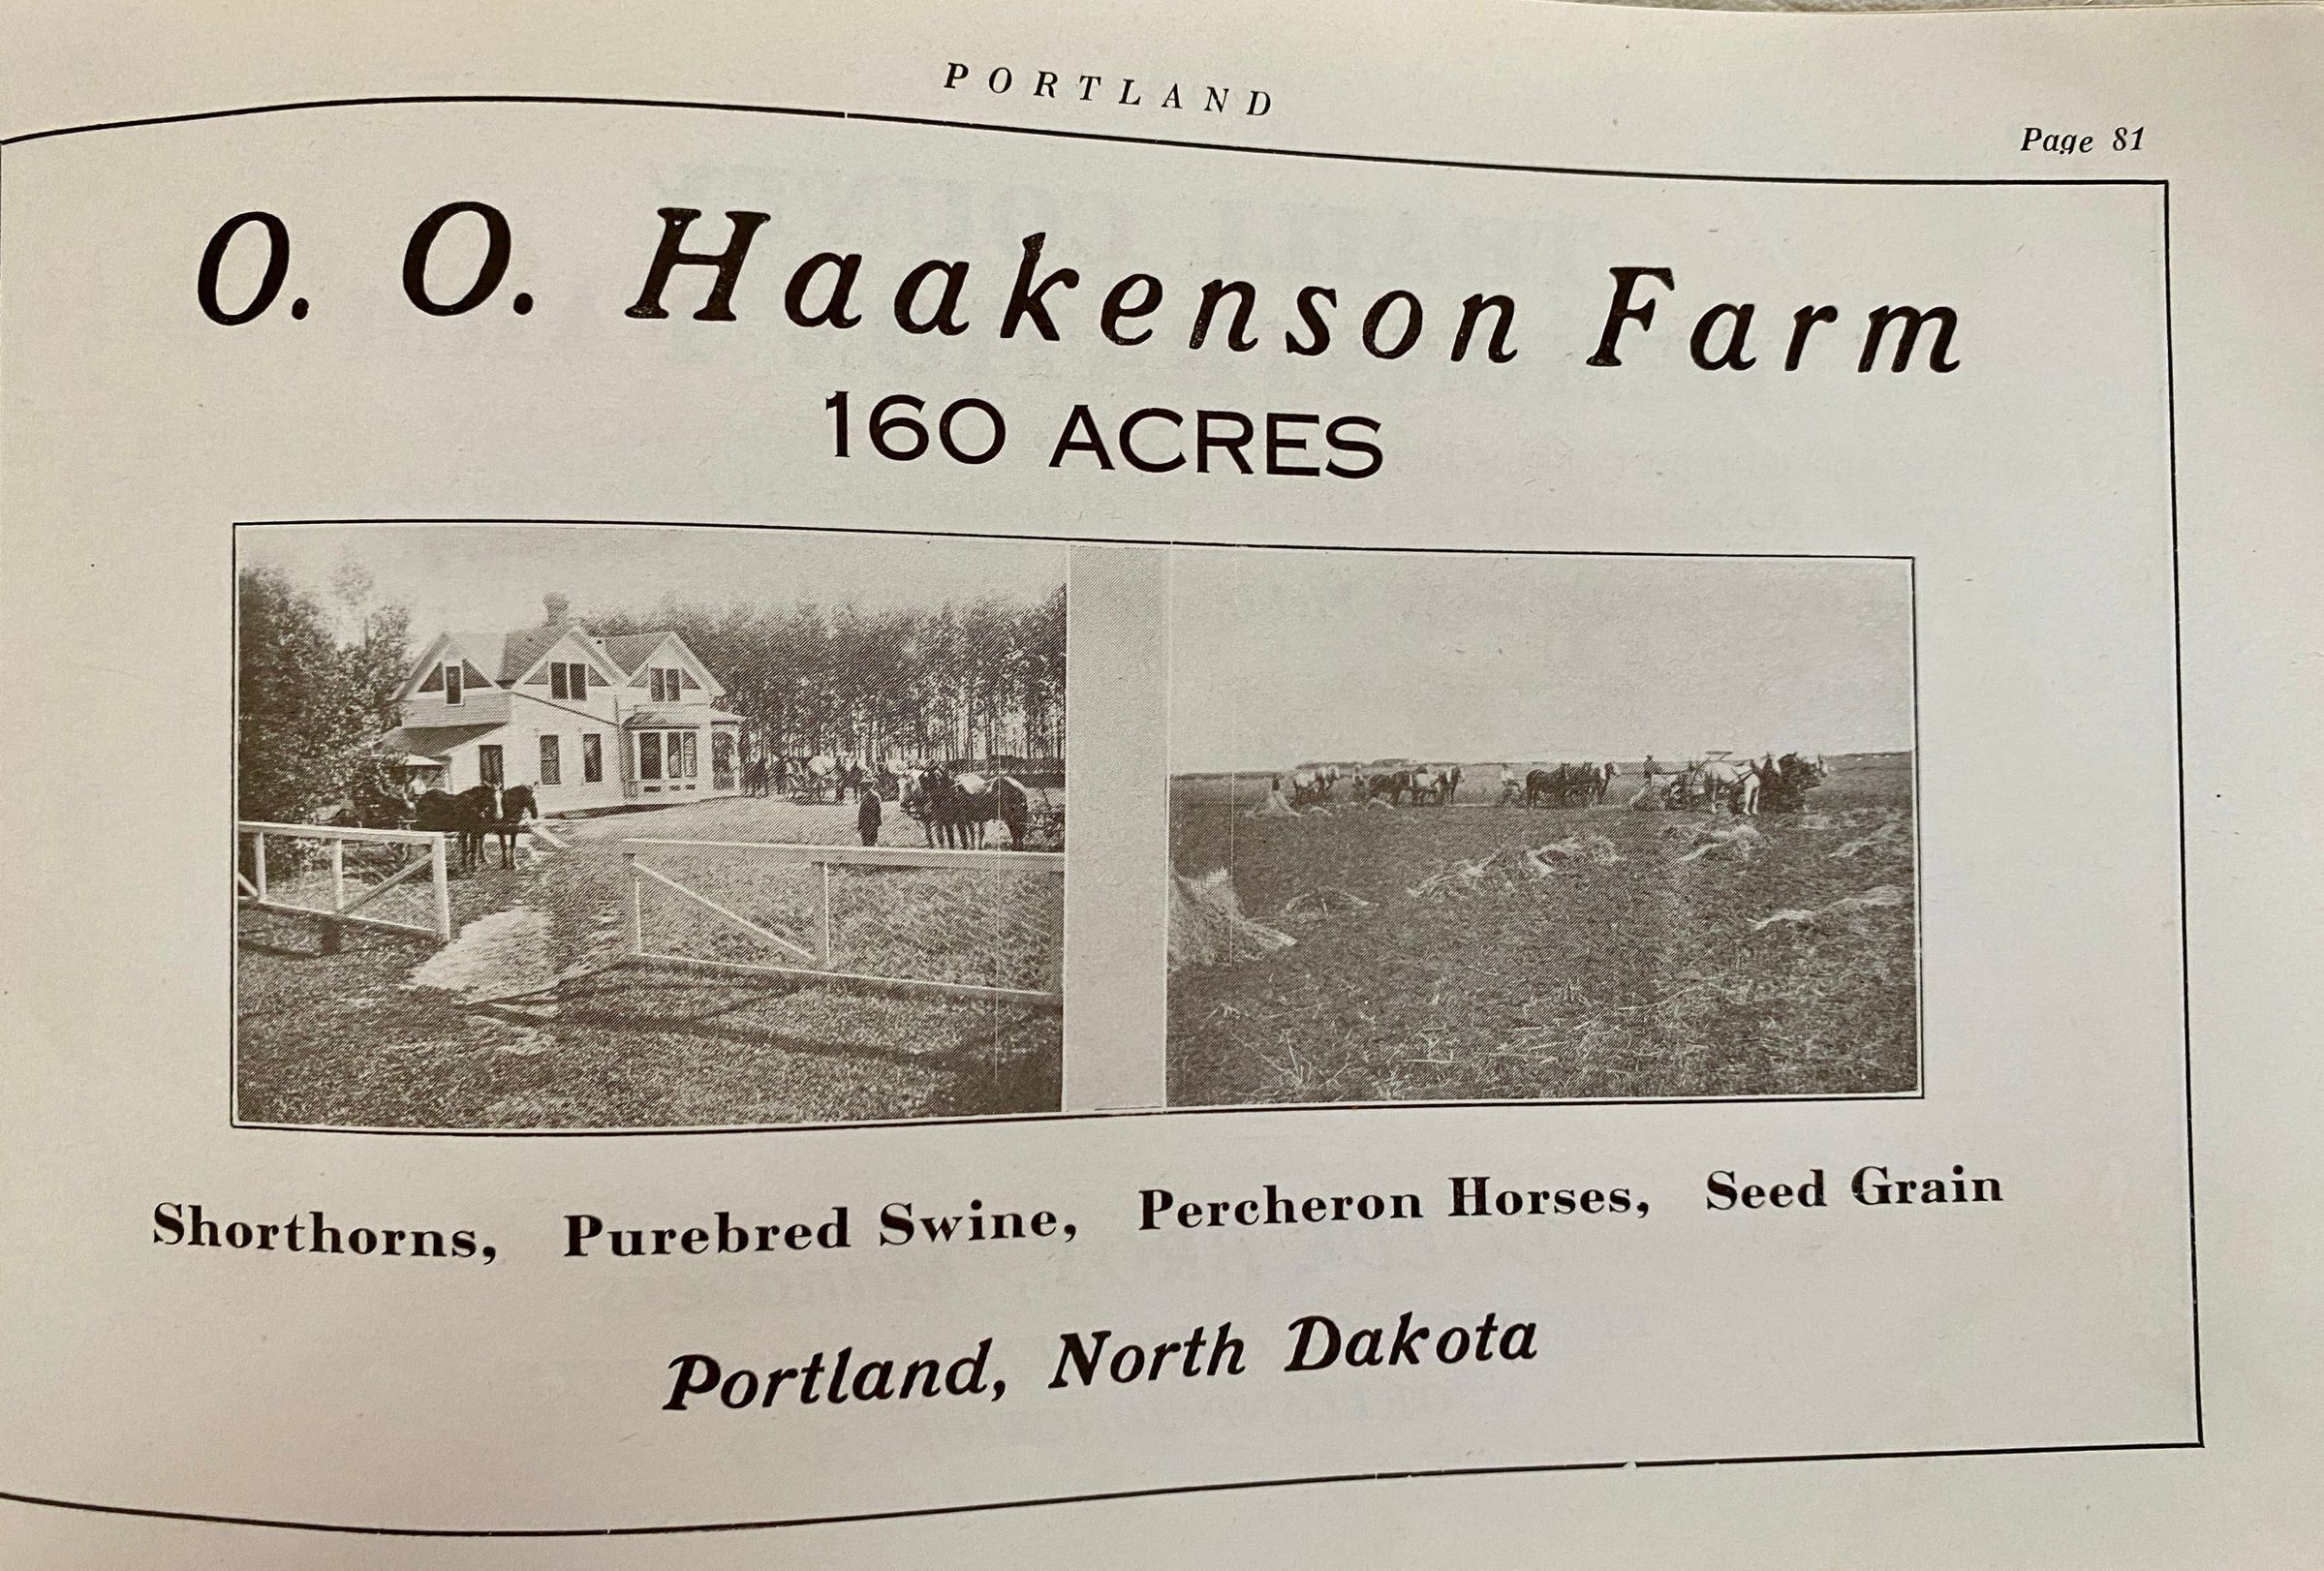 PORTLAND
Page 81
O. O. Haakenson Farm
160 ACRES
Shorthorns, Purebred Swine, Percheron Horses, Seed Grain
Portland, North Dakota